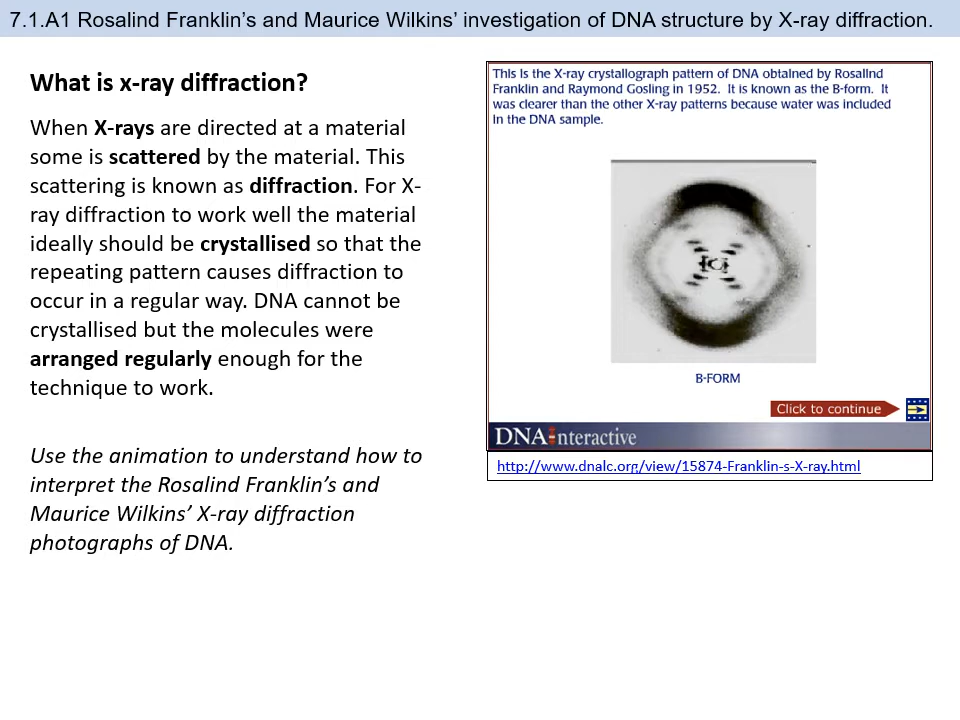 7.1.A1 Rosalind Franklin’s and Maurice Wilkins’ investigation of DNA structure by X-ray diffraction.
What is x-ray diffraction?
When X-rays are directed at a material
some is scattered by the material. This
scattering is known as diffraction. For X-
ray diffraction to work well the material
ideally should be crystallised so that the
repeating pattern causes diffraction to
occur in a regular way. DNA cannot be
crystallised but the molecules were
arranged regularly enough for the
technique to work.
Use the animation to understand how to
interpret the Rosalind Franklin’s and
Maurice Wilkins’ X-ray diffraction
photographs of DNA.
This is the X-ray crystallograph pattern of DNA obtained by Rosalind
Franklin and Raymond Gosling in 1952. It is known as the B-form. It
was clearer than the other X-ray patterns because water was included
in the DNA sample.
B-FORM
Click to continue
DNA interactive
http://www.dnalc.org/view/15874-Franklin-s-X-ray.html